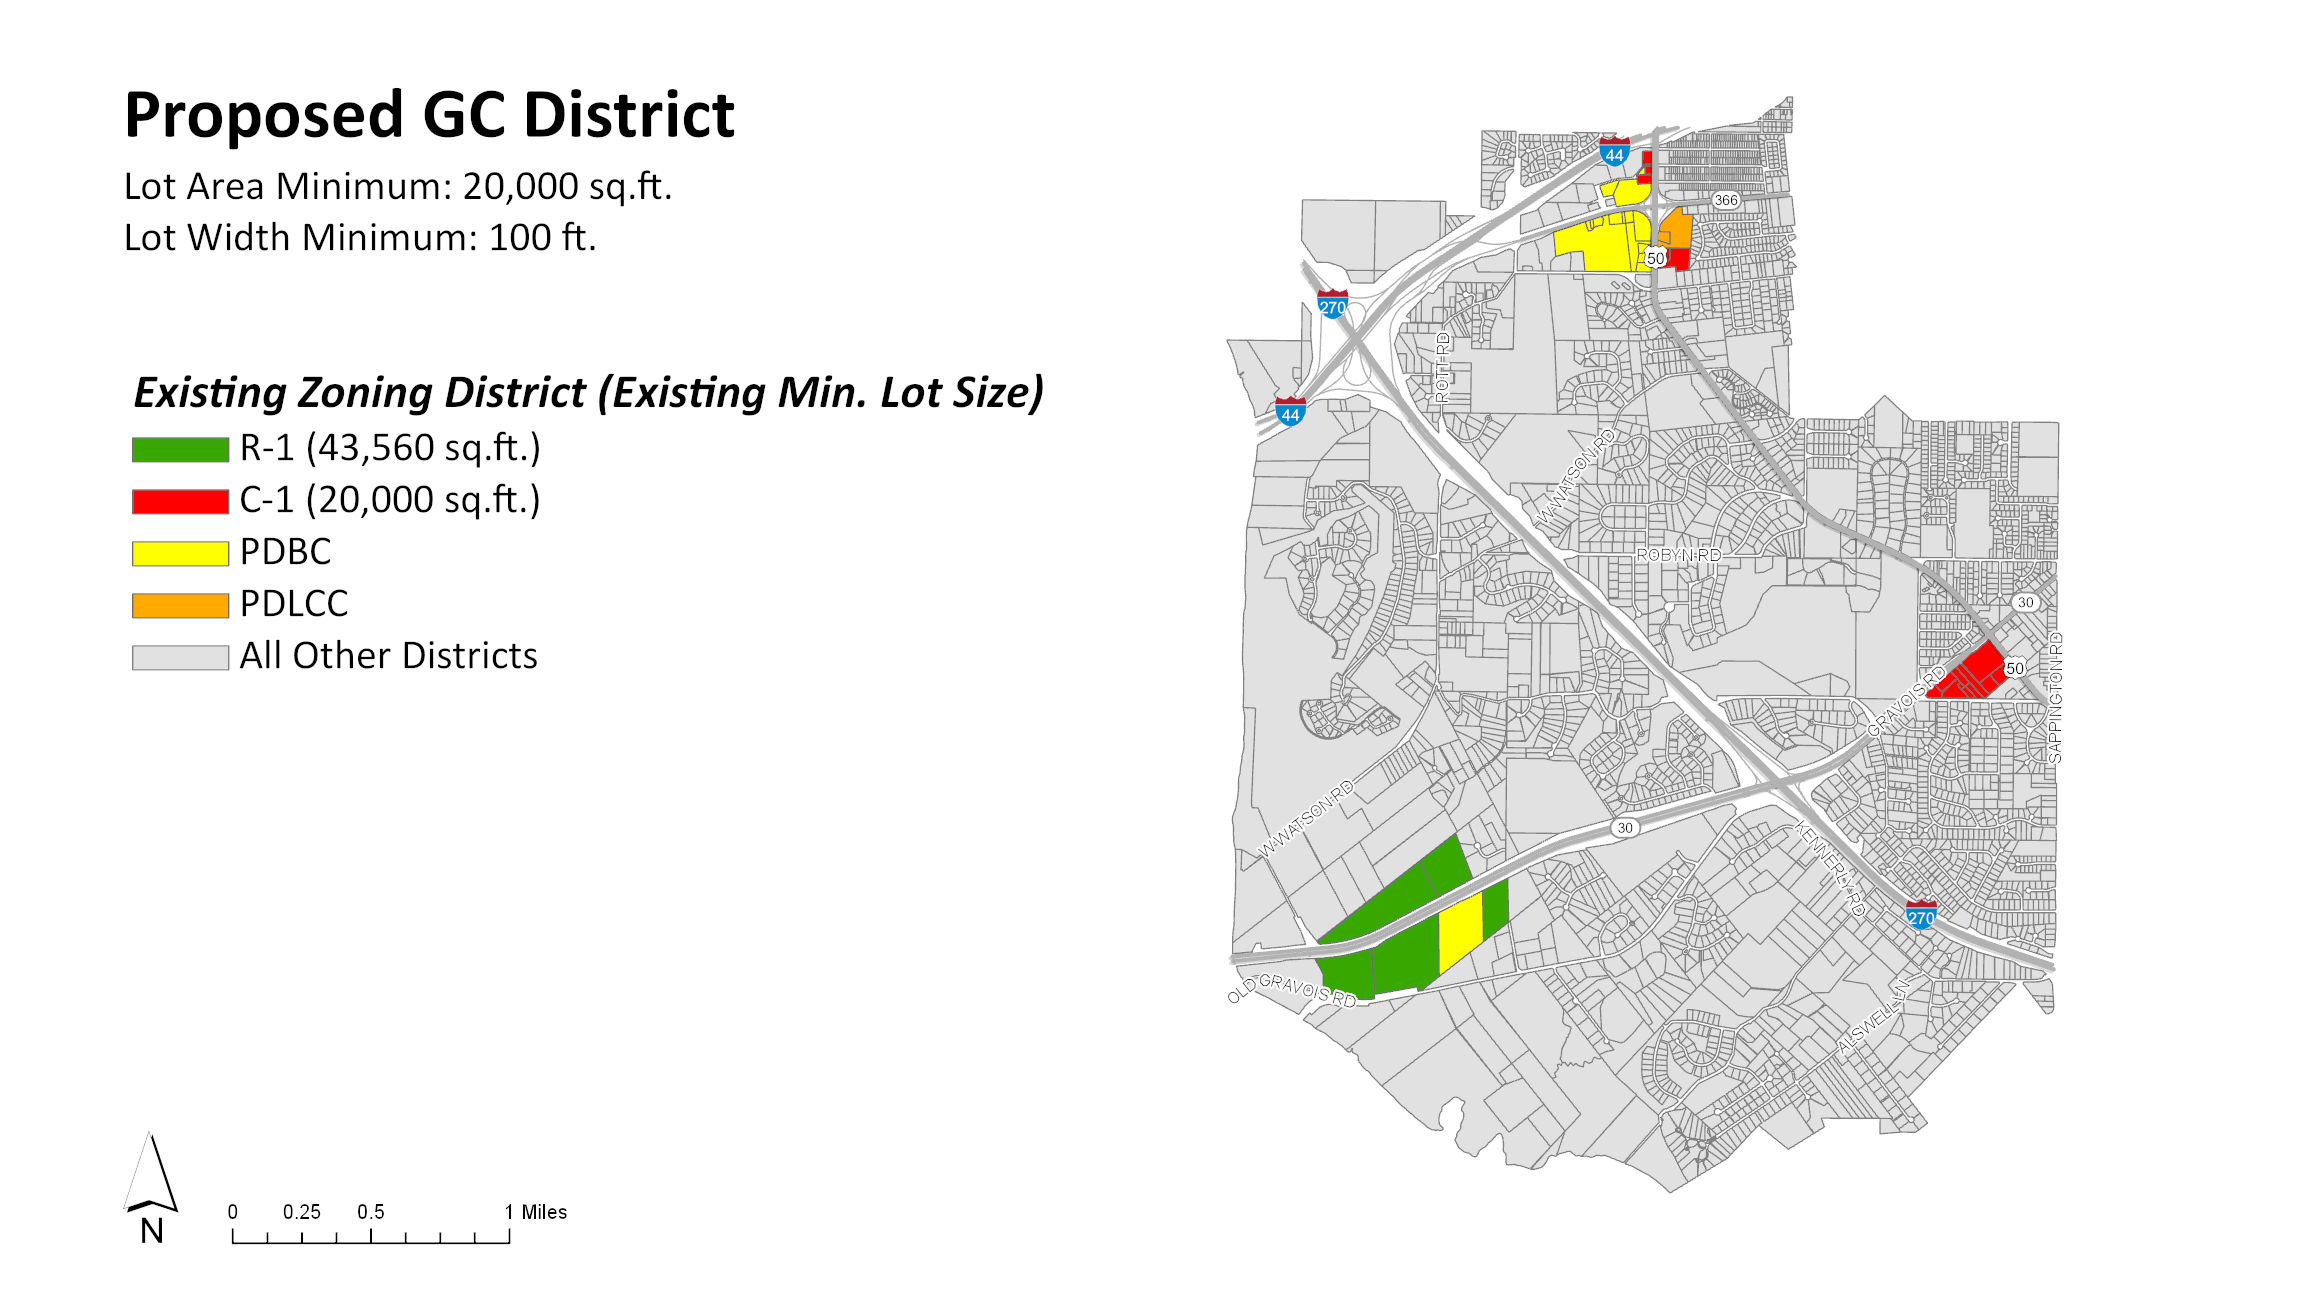 Proposed GC District
Lot Area Minimum: 20,000 sq.ft.
Lot Width Minimum: 100 ft.
Existing Zoning District (Existing Min. Lot Size)
R-1 (43,560 sq.ft.)
C-1 (20,000 sq.ft.)
PDBC
PDLCC
All Other Districts
N
0 0.25 0.5 1 Miles
44
366
50
270
ROTT RD
44
W WATSON RD
ROBYN RD
30
50
GRAVOIS RD
SAPPINGTON RD
W WATSON RD
30
KENNERLY RD
270
OLD GRAVOIS RD
ALSWELL LN